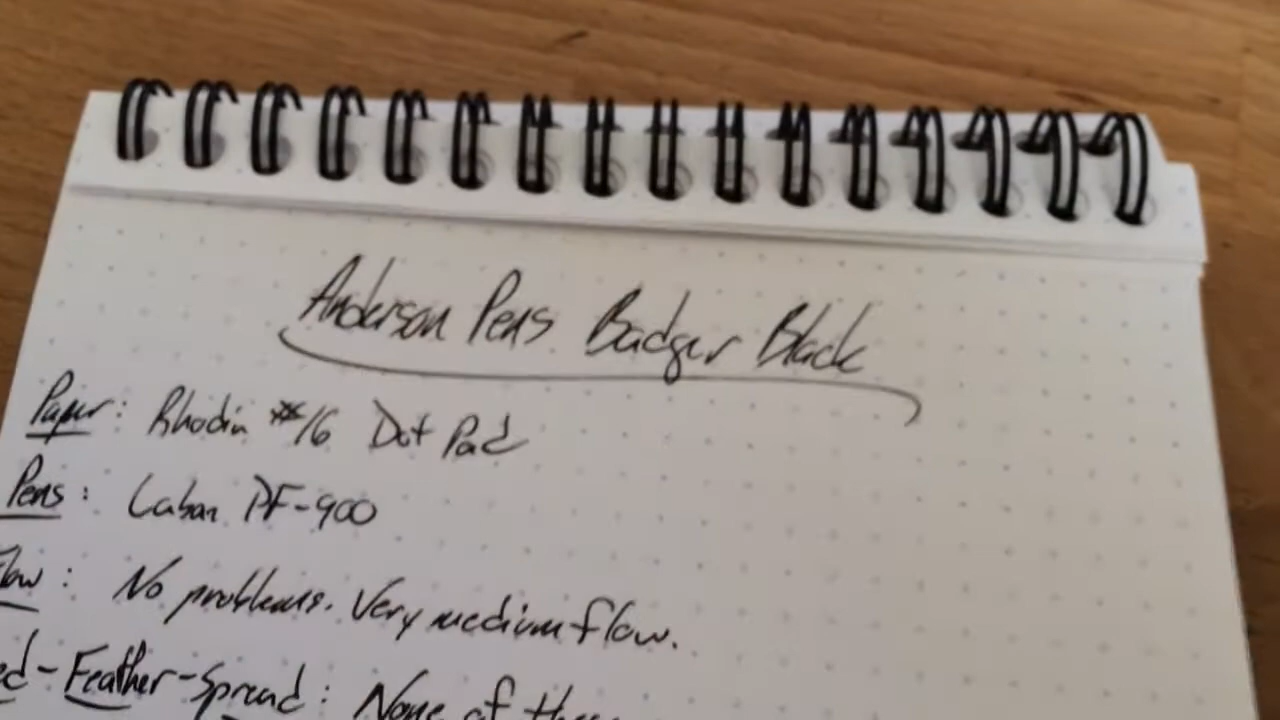 Anderson Pens Badger Black
Paper: Rhodia #16 Dot Pad
Pens: Laban PF-900
Flow: No problems. Very medium flow.
ed-Feather-Spread: None of